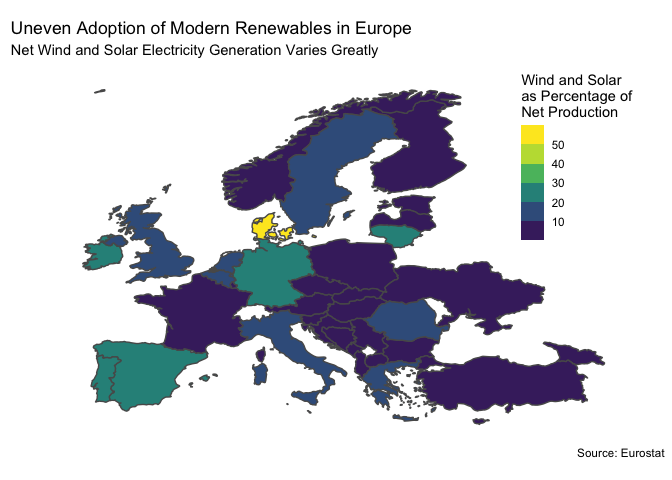 Uneven Adoption of Modern Renewables in Europe
Net Wind and Solar Electricity Generation Varies Greatly
Wind and Solar
as Percentage of
Net Production
50
40
30
20
10
Source: Eurostat